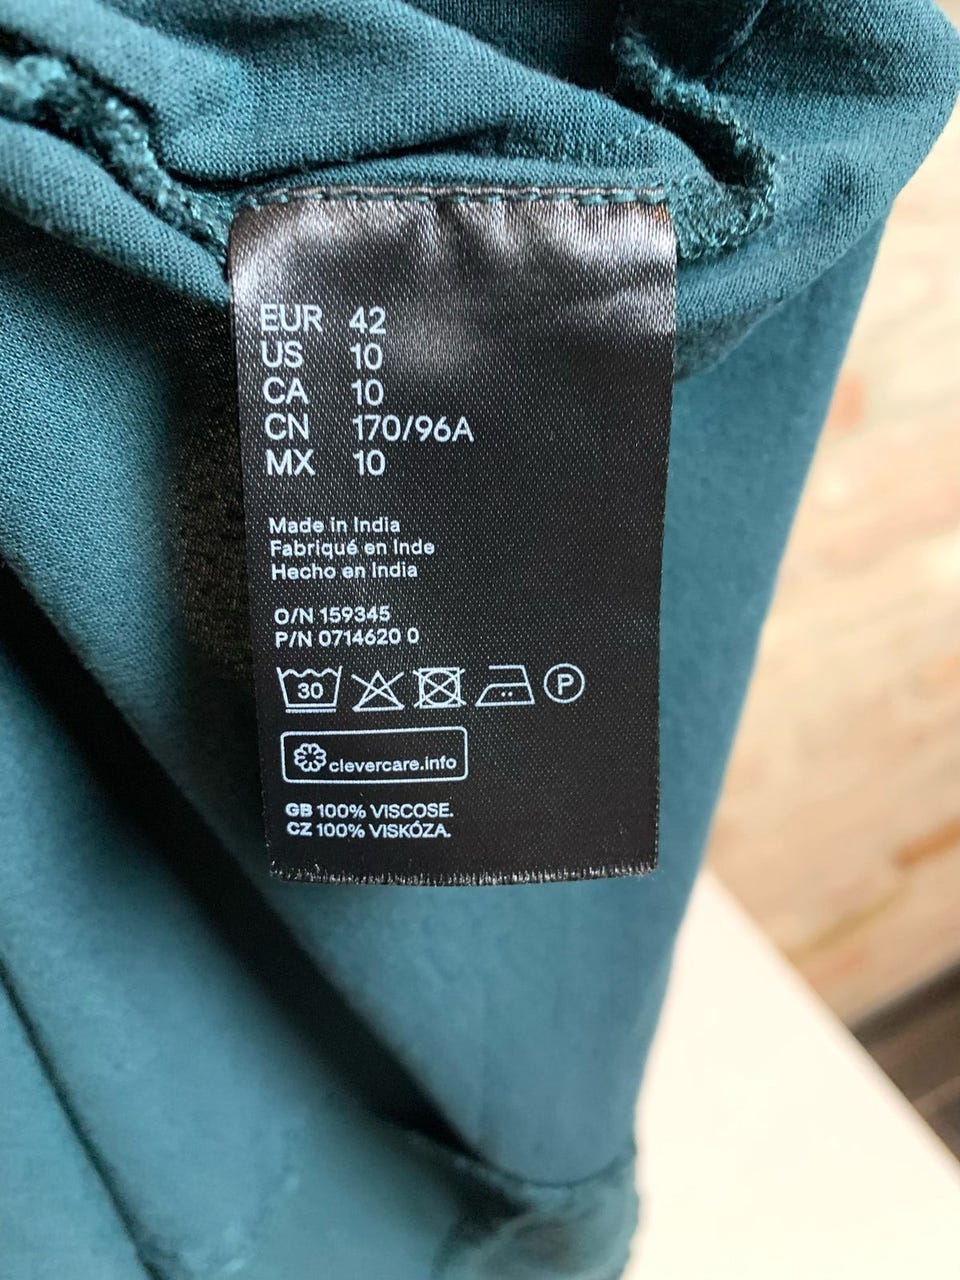 EUR 42
US 10
CA 10
CN 170/96A
MX 10
Made in India
Fabriqué en Inde
Hecho en India
O/N 159345
P/N 0714620 0
30 P
clevercare.info
GB 100% VISCOSE.
CZ 100% VISKÓZA.